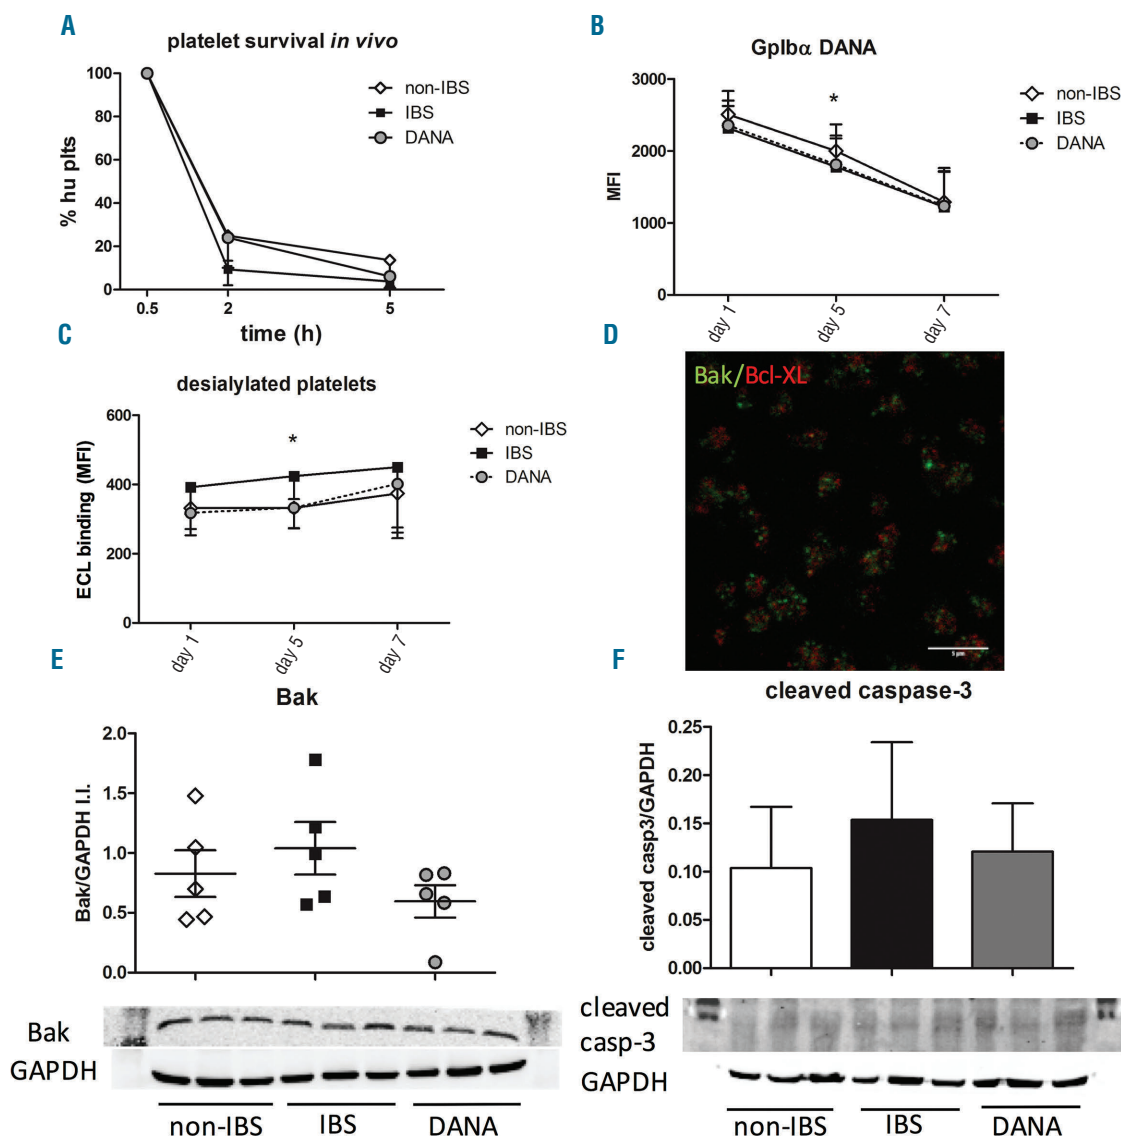 A
platelet survival in vivo
100
80
60
40
20
0
% hu plts
0.5
2
5
time (h)
non-IBS
IBS
DANA
B
GpIbα DANA
3000
2000
1000
0
MFI
*
day 1
day 5
day 7
non-IBS
IBS
DANA
C
desialylated platelets
600
400
200
0
ECL binding (MFI)
*
day 1
day 5
day 7
non-IBS
IBS
DANA
D
Bak/Bcl-XL
5 µm
E
Bak
2.0
1.5
1.0
0.5
0.0
Bak/GAPDH I.I.
Bak
GAPDH
non-IBS
IBS
DANA
F
cleaved caspase-3
0.25
0.20
0.15
0.10
0.05
0.00
cleaved casp3/GAPDH
cleaved
casp-3
GAPDH
non-IBS
IBS
DANA